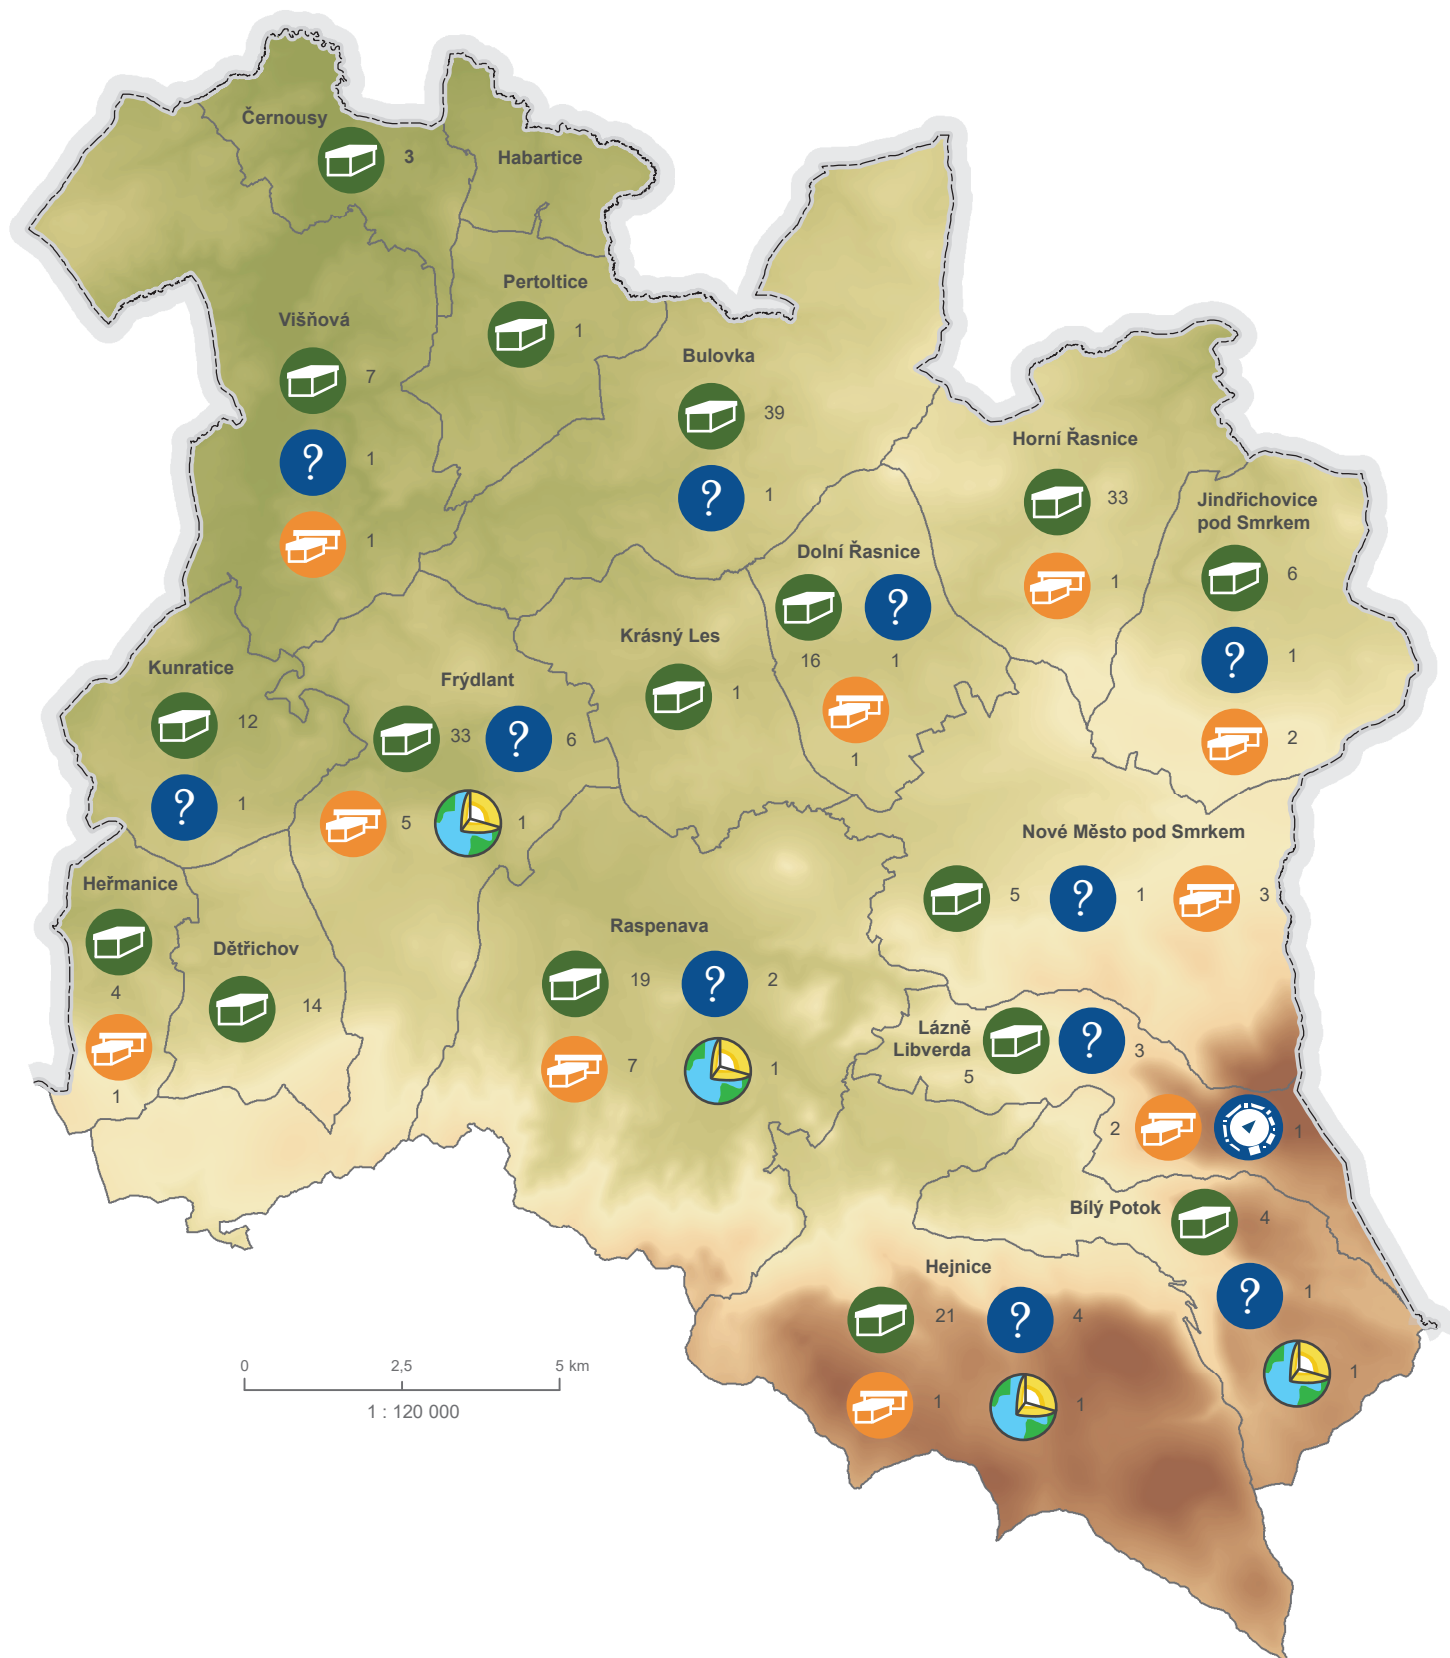 Černousy
3
Habartice
Pertoltice
1
Višňová
7
1
1
Bulovka
39
1
Horní Řasnice
33
1
Jindřichovice
pod Smrkem
6
1
2
Dolní Řasnice
16
1
1
Krásný Les
1
Kunratice
12
1
Frýdlant
33
6
5
1
Nové Město pod Smrkem
5
1
3
Heřmanice
4
1
Dětřichov
14
Raspenava
19
2
7
1
Lázně
Libverda
5
3
2
1
Bílý Potok
4
1
1
Hejnice
21
4
1
1
0 2,5 5 km
1 : 120 000